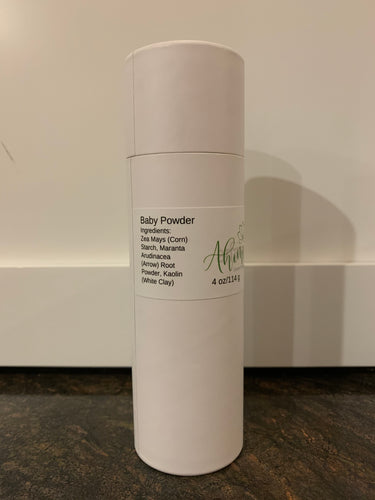 Baby Powder
Ingredients:
Zea Mays (Corn)
Starch, Maranta
Arudinacea
(Arrow) Root
Powder, Kaolin
(White Clay)
4 oz/114 g